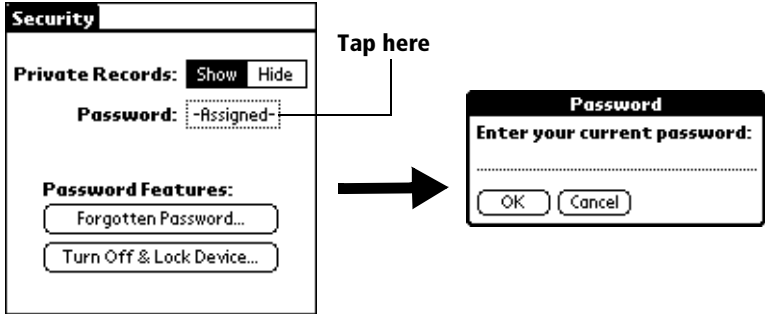 Security
Tap here
Private Records: Show Hide
Password: -Assigned-
Password Features:
Forgotten Password...
Turn Off & Lock Device...
Password
Enter your current password:
OK Cancel